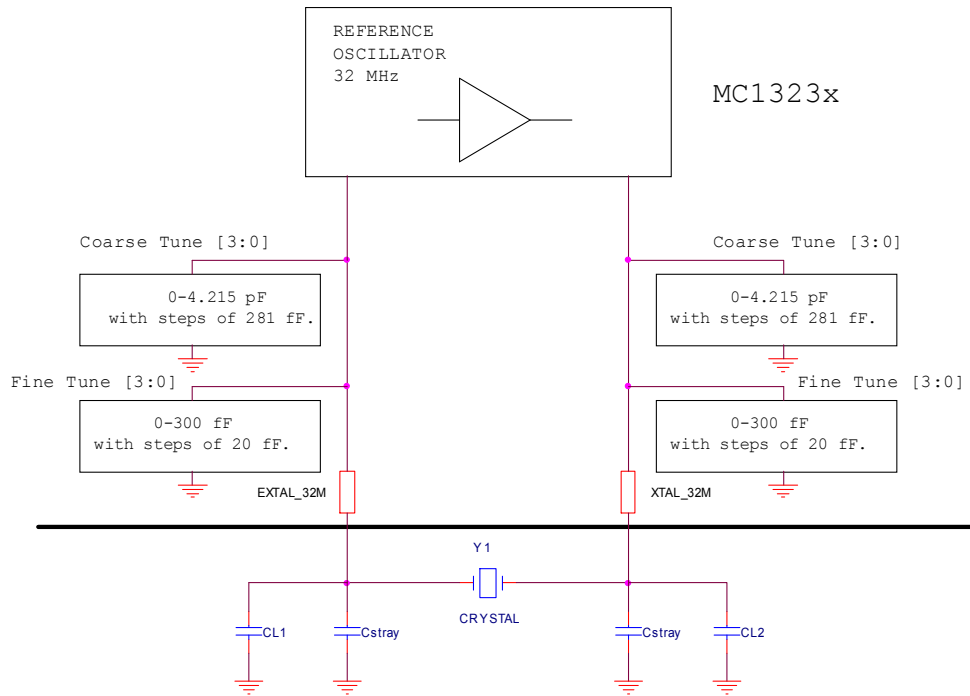 REFERENCE
OSCILLATOR
32 MHz
MC1323x
Coarse Tune [3:0]
Coarse Tune [3:0]
0-4.215 pF
with steps of 281 fF.
0-4.215 pF
with steps of 281 fF.
Fine Tune [3:0]
Fine Tune [3:0]
0-300 fF
with steps of 20 fF.
0-300 fF
with steps of 20 fF.
EXTAL_32M
XTAL_32M
Y1
CRYSTAL
CL1
Cstray
Cstray
CL2